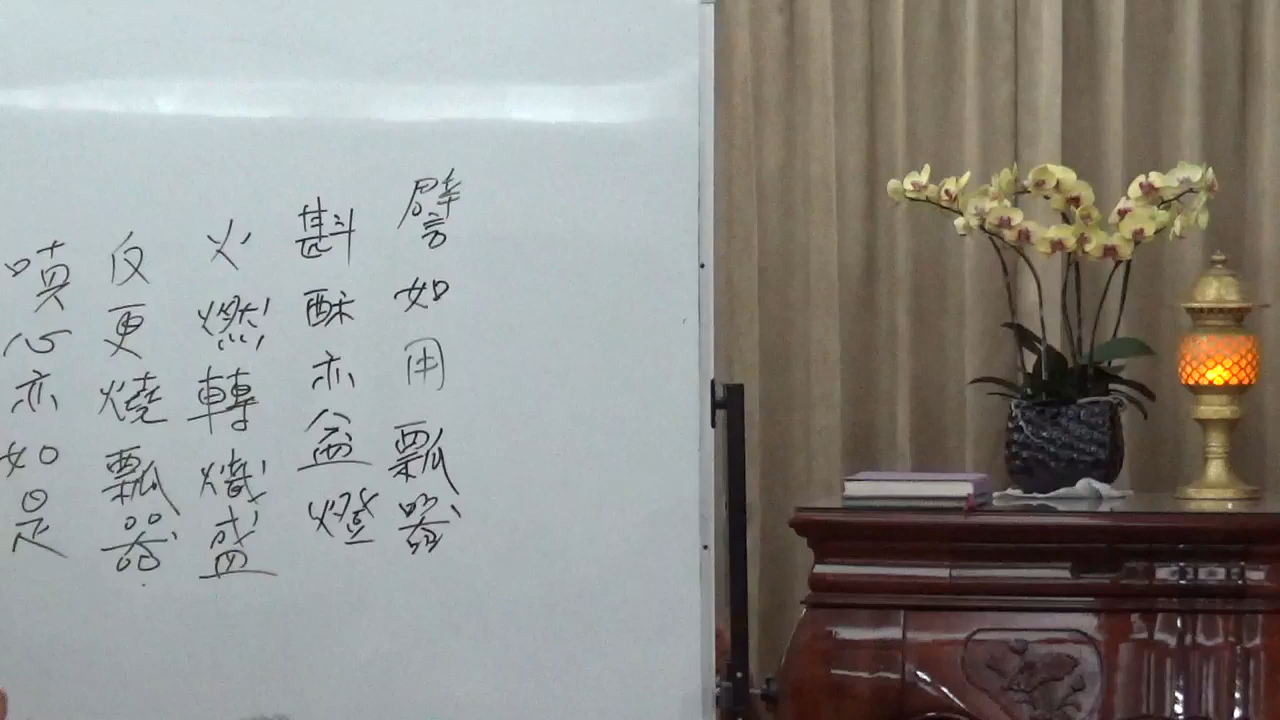 譬如用瓢器
斟酥亦益燈
火燃轉熾盛
反更燒瓢器
嗔心亦如是